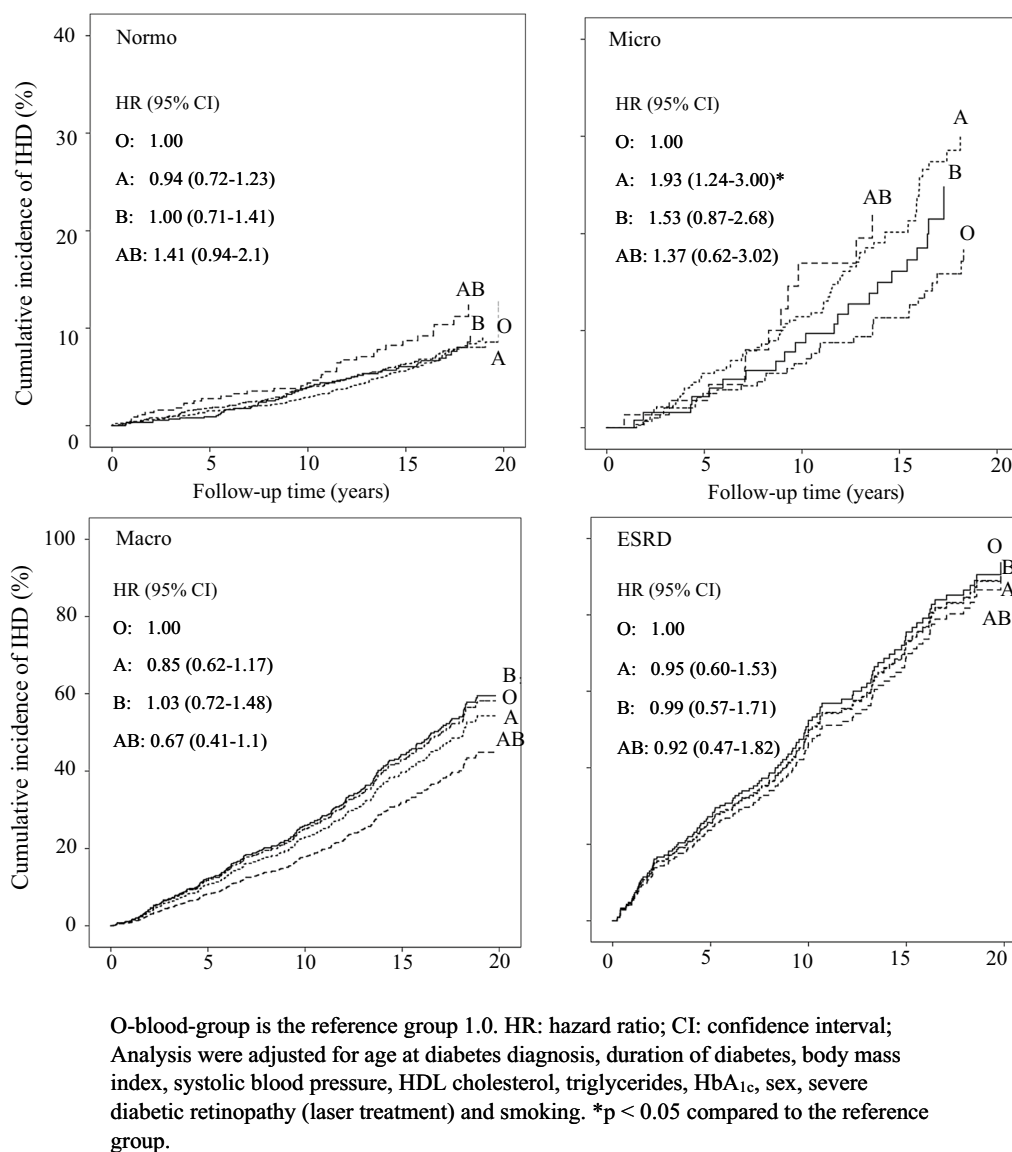 Normo
Cumulative incidence of IHD (%)
40
30
20
10
0
HR (95% CI)
O: 1.00
A: 0.94 (0.72-1.23)
B: 1.00 (0.71-1.41)
AB: 1.41 (0.94-2.1)
AB
B
O
A
0 5 10 15 20
Follow-up time (years)
Micro
HR (95% CI)
O: 1.00
A: 1.93 (1.24-3.00)*
B: 1.53 (0.87-2.68)
AB: 1.37 (0.62-3.02)
A
B
AB
O
0 5 10 15 20
Follow-up time (years)
Macro
Cumulative incidence of IHD (%)
100
80
60
40
20
0
HR (95% CI)
O: 1.00
A: 0.85 (0.62-1.17)
B: 1.03 (0.72-1.48)
AB: 0.67 (0.41-1.1)
B
O
A
AB
0 5 10 15 20
ESRD
HR (95% CI)
O: 1.00
A: 0.95 (0.60-1.53)
B: 0.99 (0.57-1.71)
AB: 0.92 (0.47-1.82)
O
B
A
AB
0 5 10 15 20
O-blood-group is the reference group 1.0. HR: hazard ratio; CI: confidence interval;
Analysis were adjusted for age at diabetes diagnosis, duration of diabetes, body mass
index, systolic blood pressure, HDL cholesterol, triglycerides, HbA1c, sex, severe
diabetic retinopathy (laser treatment) and smoking. *p < 0.05 compared to the reference
group.